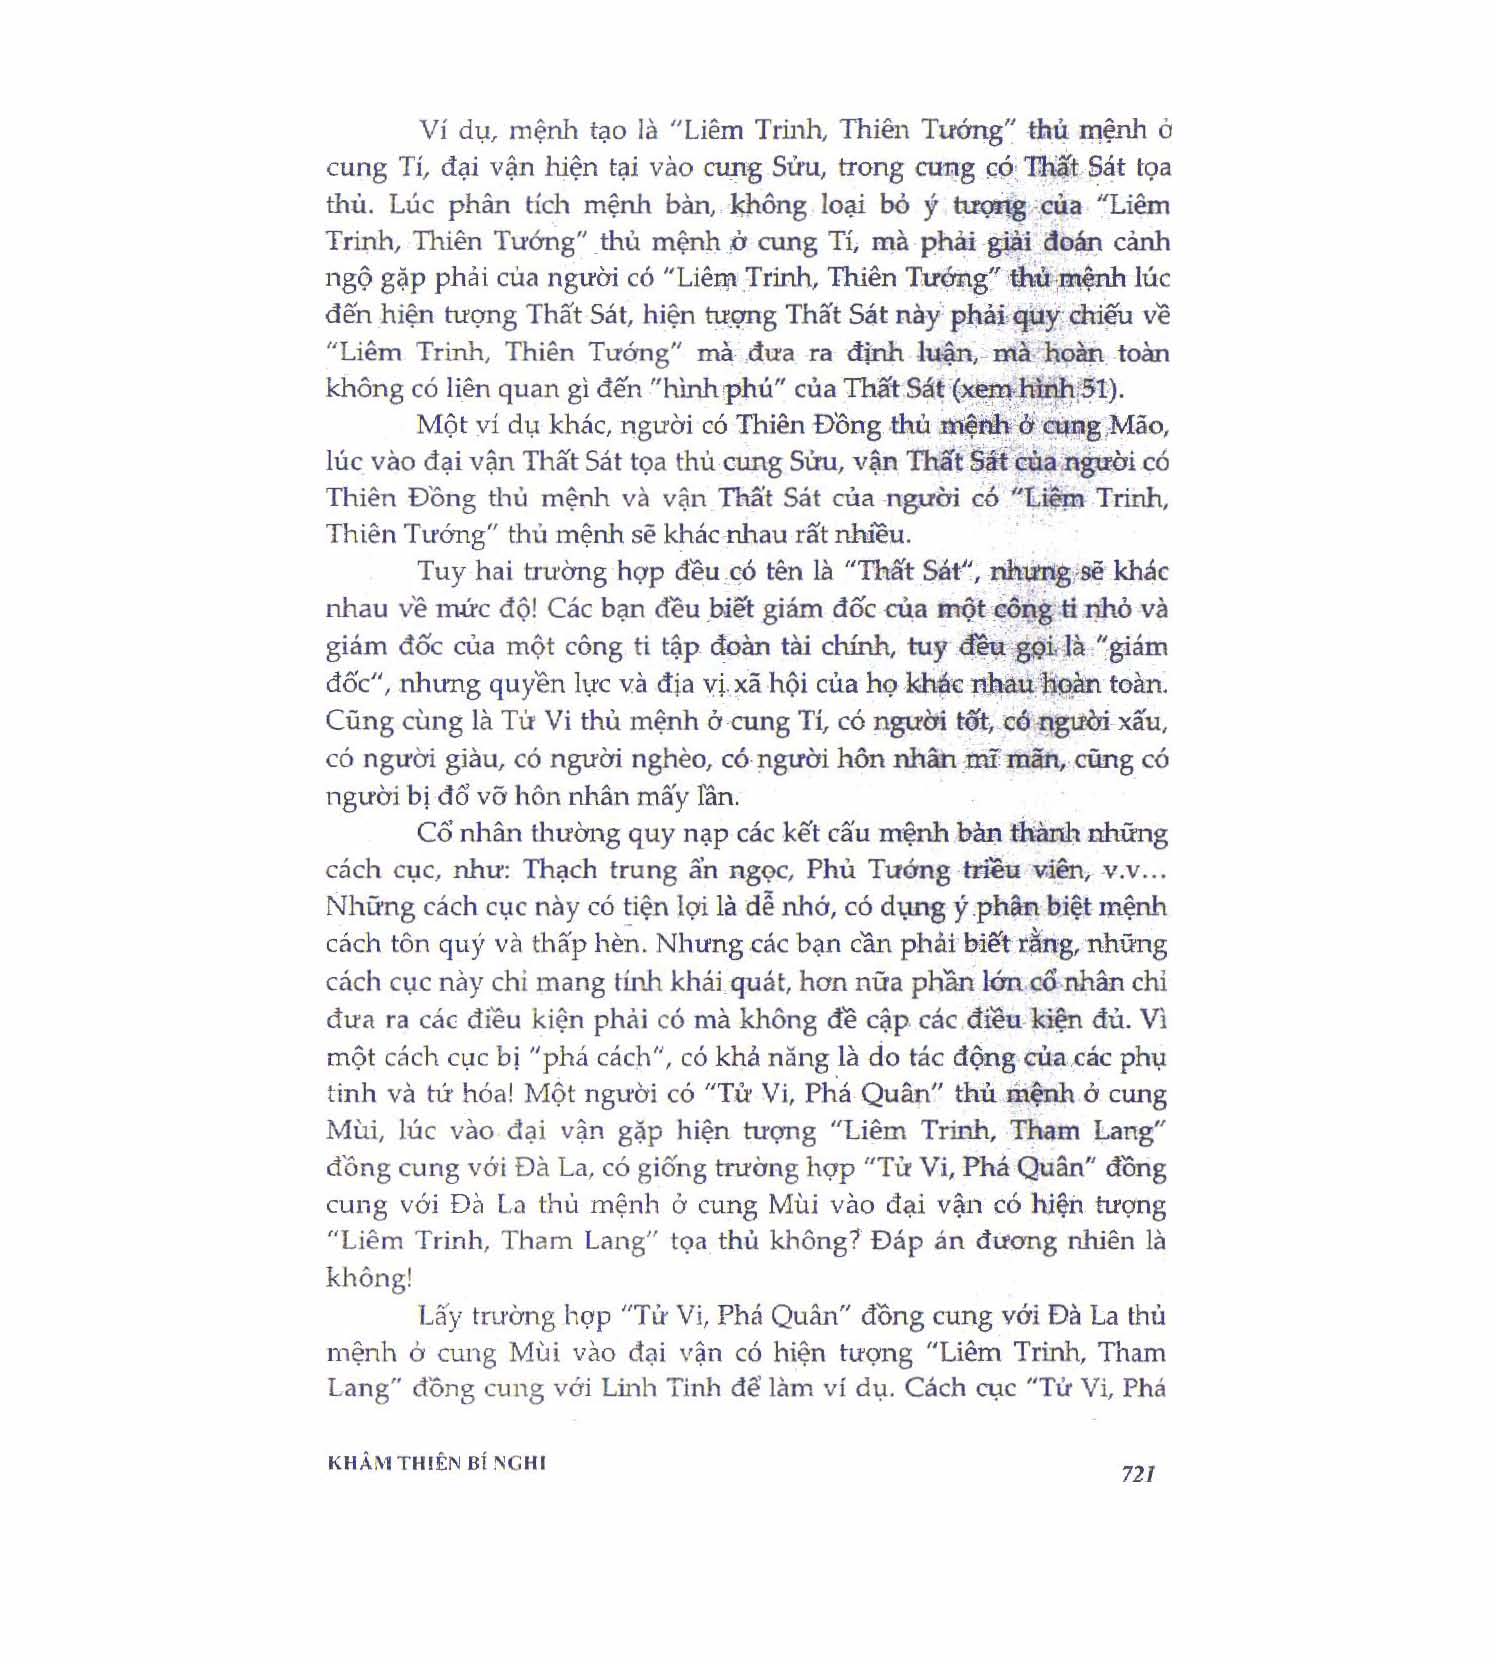 Ví dụ, mệnh tạo là "Liêm Trinh, Thiên Tướng" thủ mệnh ở
cung Tí, đại vận hiện tại vào cung Sửu, trong cung có Thất Sát tọa
thủ. Lúc phân tích mệnh bàn, không loại bỏ ý tượng của "Liêm
Trinh, Thiên Tướng" thủ mệnh ở cung Tí, mà phải giải đoán cảnh
ngộ gặp phải của người có "Liêm Trinh, Thiên Tướng" thủ mệnh lúc
đến hiện tượng Thất Sát, hiện tượng Thất Sát này phải quy chiếu về
"Liêm Trinh, Thiên Tướng" mà đưa ra định luận, mà hoàn toàn
không có liên quan gì đến "hình phú" của Thất Sát (xem hình 51).
Một ví dụ khác, người có Thiên Đồng thủ mệnh ở cung Mão,
lúc vào đại vận Thất Sát tọa thủ cung Sửu, vận Thất Sát của người có
Thiên Đồng thủ mệnh và vận Thất Sát của người có "Liêm Trinh,
Thiên Tướng" thủ mệnh sẽ khác nhau rất nhiều.
Tuy hai trường hợp đều có tên là "Thất Sát", nhưng sẽ khác
nhau về mức độ! Các bạn đều biết giám đốc của một công ti nhỏ và
giám đốc của một công ti tập đoàn tài chính, tuy đều gọi là "giám
đốc", nhưng quyền lực và địa vị xã hội của họ khác nhau hoàn toàn.
Cũng cùng là Tử Vi thủ mệnh ở cung Tí, có người tốt, có người xấu,
có người giàu, có người nghèo, có người hôn nhân mĩ mãn, cũng có
người bị đổ vỡ hôn nhân mấy lần.
Cổ nhân thường quy nạp các kết cấu mệnh bàn thành những
cách cục, như: Thạch trung ẩn ngọc, Phủ Tướng triều viên, v.v...
Những cách cục này có tiện lợi là dễ nhớ, có dụng ý phân biệt mệnh
cách tôn quý và thấp hèn. Nhưng các bạn cần phải biết rằng, những
cách cục này chỉ mang tính khái quát, hơn nữa phần lớn cổ nhân chỉ
đưa ra các điều kiện phải có mà không đề cập các điều kiện đủ. Vì
một cách cục bị "phá cách", có khả năng là do tác động của các phụ
tinh và tứ hóa! Một người có "Tử Vi, Phá Quân" thủ mệnh ở cung
Mùi, lúc vào đại vận gặp hiện tượng "Liêm Trinh, Tham Lang"
đồng cung với Đà La, có giống trường hợp "Tử Vi, Phá Quân" đồng
cung với Đà La thủ mệnh ở cung Mùi vào đại vận có hiện tượng
"Liêm Trinh, Tham Lang" tọa thủ không? Đáp án đương nhiên là
không!
Lấy trường hợp "Tử Vi, Phá Quân" đồng cung với Đà La thủ
mệnh ở cung Mùi vào đại vận có hiện tượng "Liêm Trinh, Tham
Lang" đồng cung với Linh Tinh để làm ví dụ. Cách cục "Tử Vi, Phá
KHÂM THIÊN BÍ NGHI
721